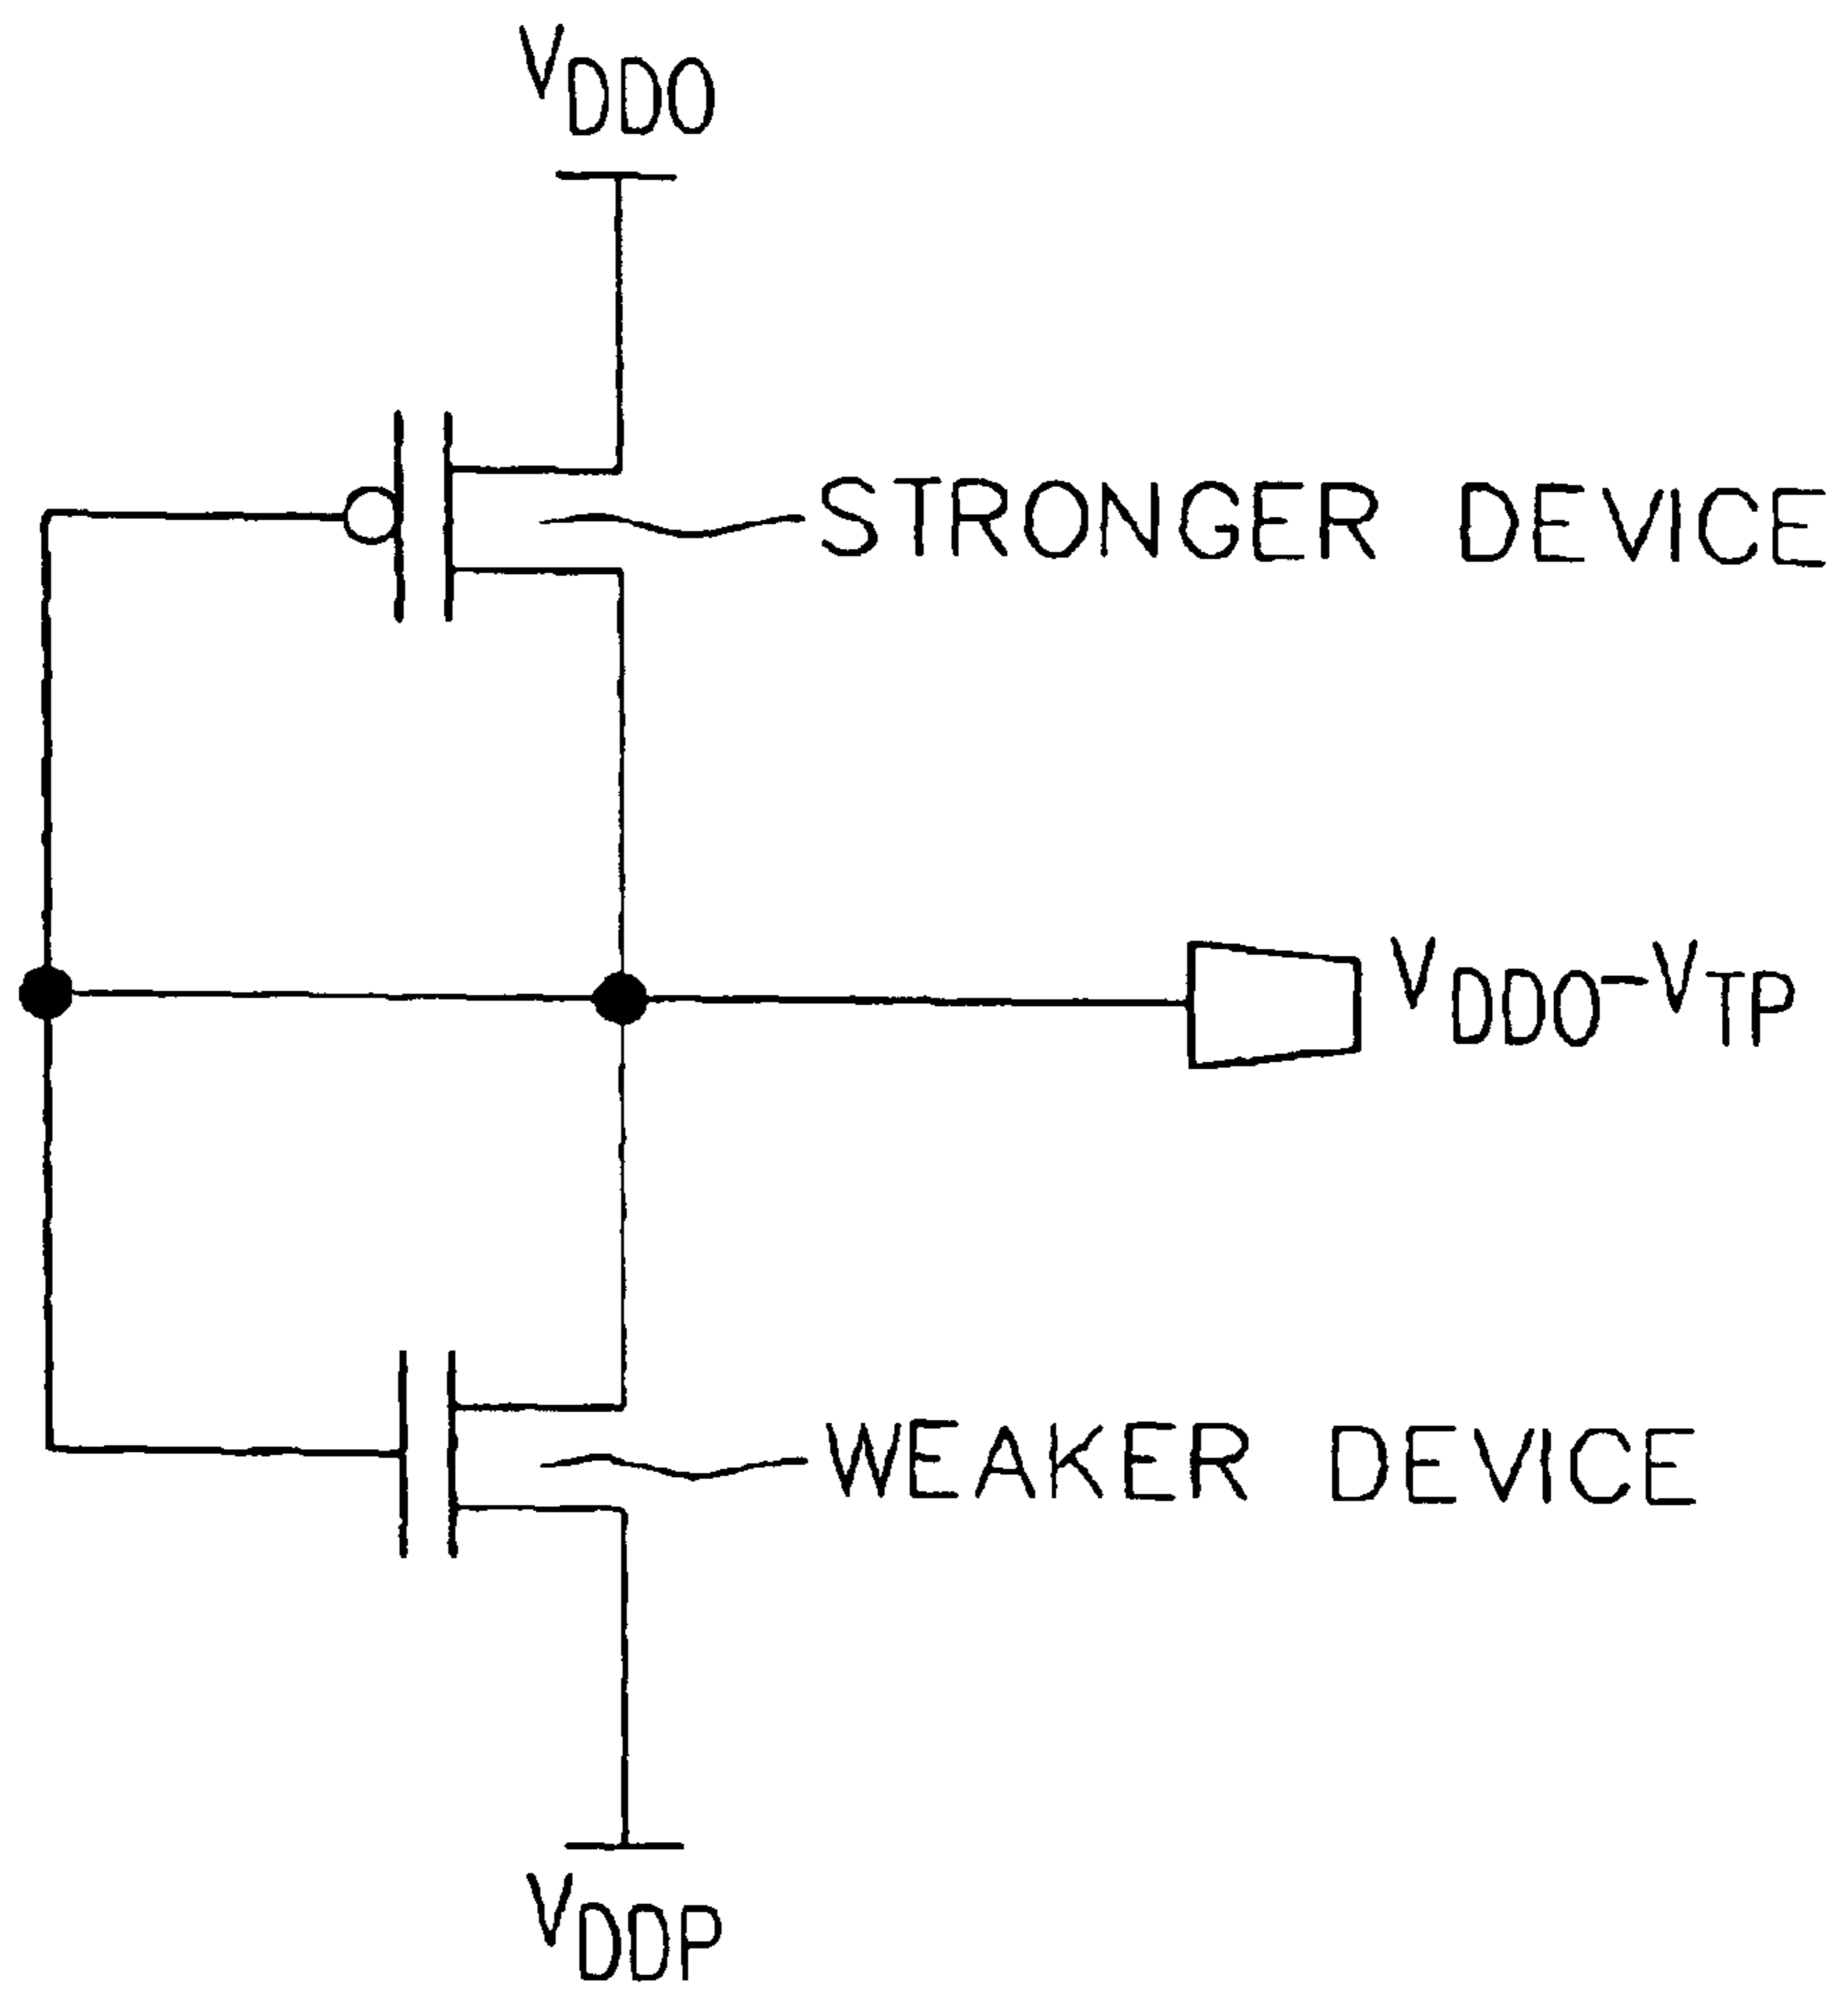 VDDO
STRONGER DEVICE
VDDO-VTP
WEAKER DEVICE
VDDP